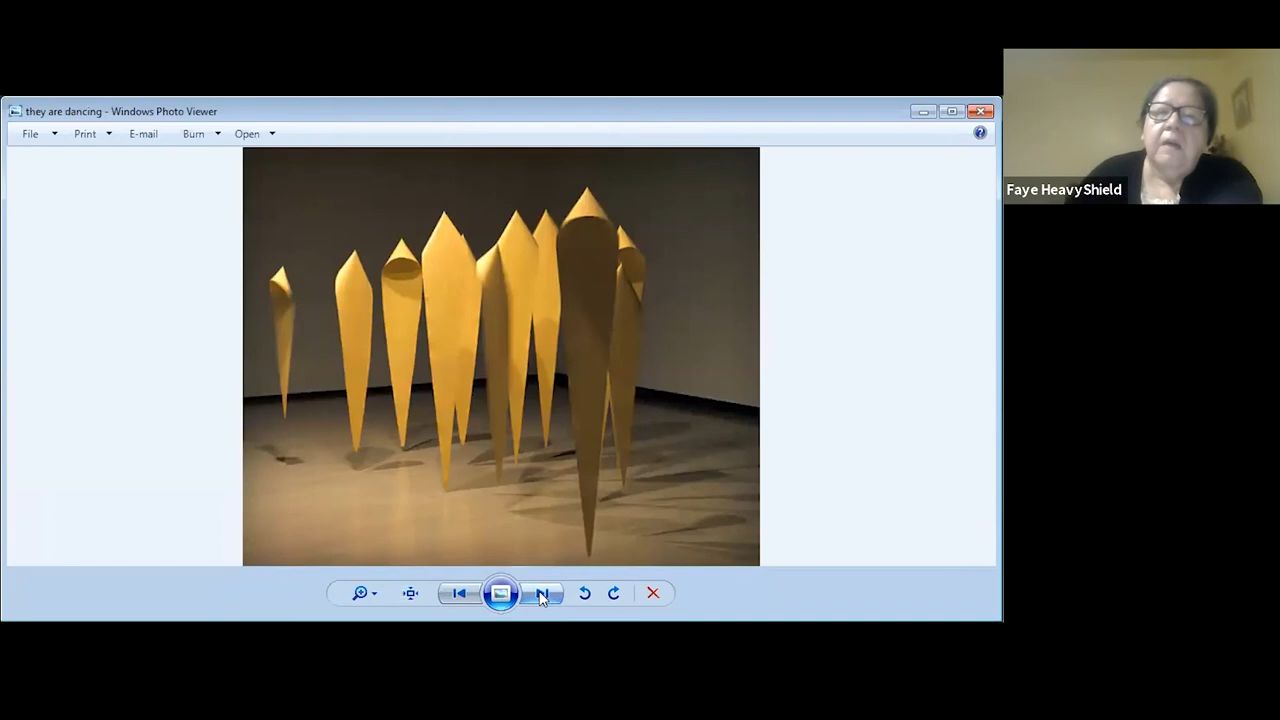 they are dancing - Windows Photo Viewer
File Print E-mail Burn Open
Faye HeavyShield